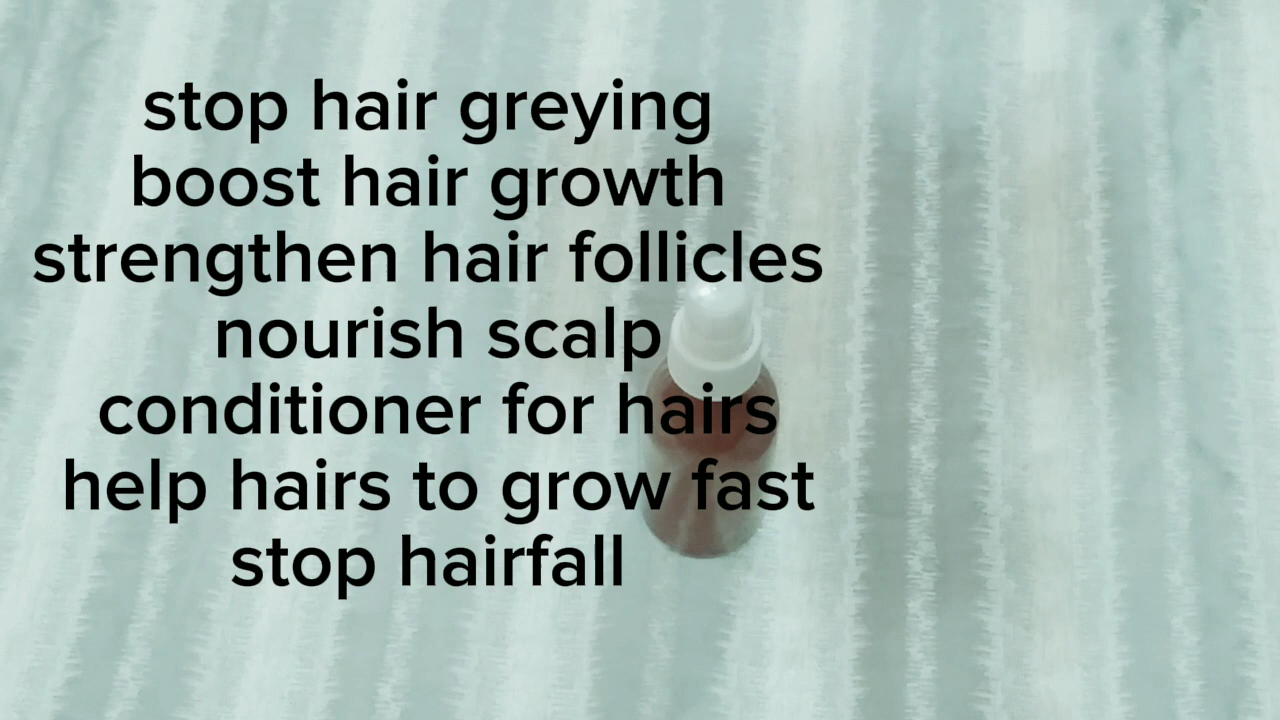 stop hair greying
boost hair growth
strengthen hair follicles
nourish scalp
conditioner for hairs
help hairs to grow fast
stop hairfall